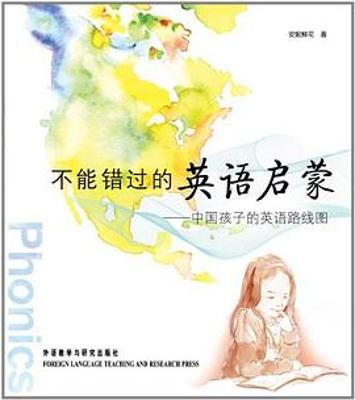 安妮鲜花 著
不能错过的 英语启蒙
——中国孩子的英语路线图
Phonics
外语教学与研究出版社
FOREIGN LANGUAGE TEACHING AND RESEARCH PRESS